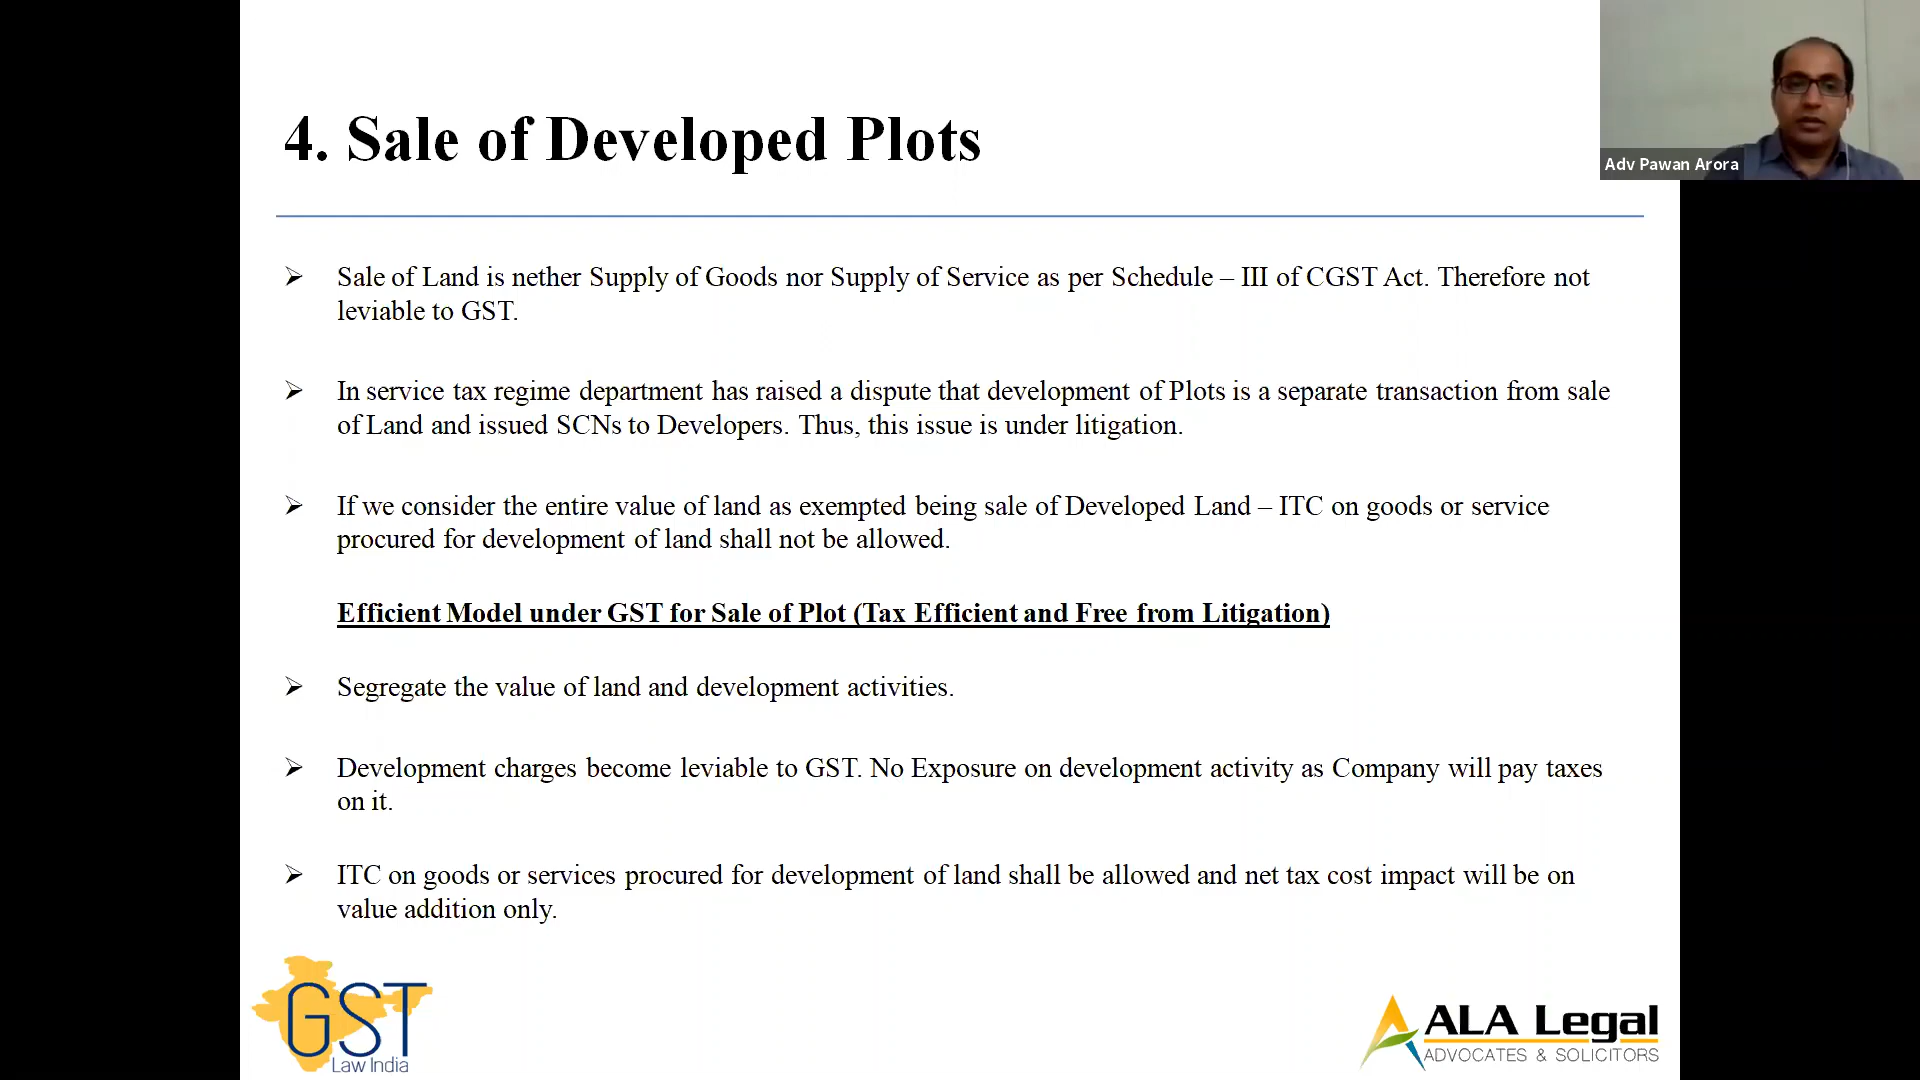 4. Sale of Developed Plots
Adv Pawan Arora
➢ Sale of Land is nether Supply of Goods nor Supply of Service as per Schedule – III of CGST Act. Therefore not
leviable to GST.
➢ In service tax regime department has raised a dispute that development of Plots is a separate transaction from sale
of Land and issued SCNs to Developers. Thus, this issue is under litigation.
➢ If we consider the entire value of land as exempted being sale of Developed Land – ITC on goods or service
procured for development of land shall not be allowed.
Efficient Model under GST for Sale of Plot (Tax Efficient and Free from Litigation)
➢ Segregate the value of land and development activities.
➢ Development charges become leviable to GST. No Exposure on development activity as Company will pay taxes
on it.
➢ ITC on goods or services procured for development of land shall be allowed and net tax cost impact will be on
value addition only.
GST
Law India
ALA Legal
ADVOCATES & SOLICITORS